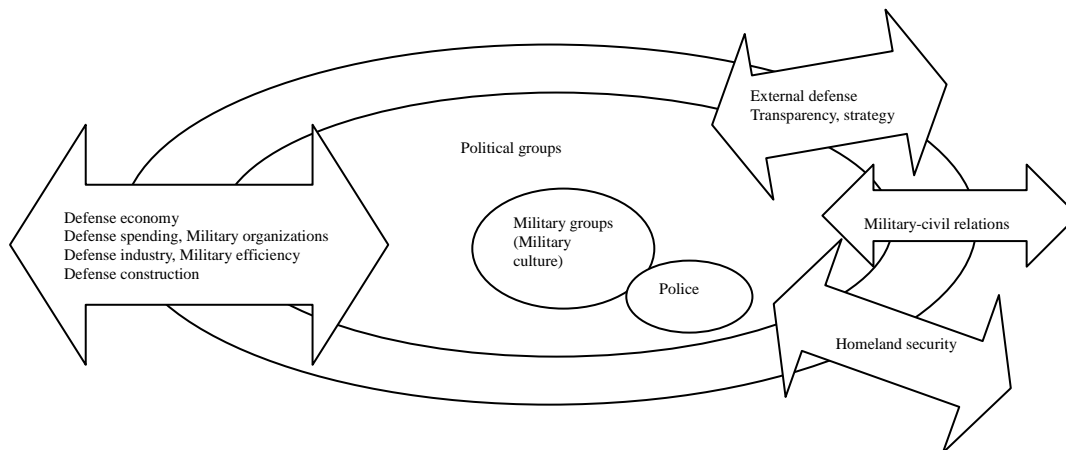 External defense
Transparency, strategy
Political groups
Defense economy
Defense spending, Military organizations
Defense industry, Military efficiency
Defense construction
Military groups
(Military
culture)
Military-civil relations
Police
Homeland security